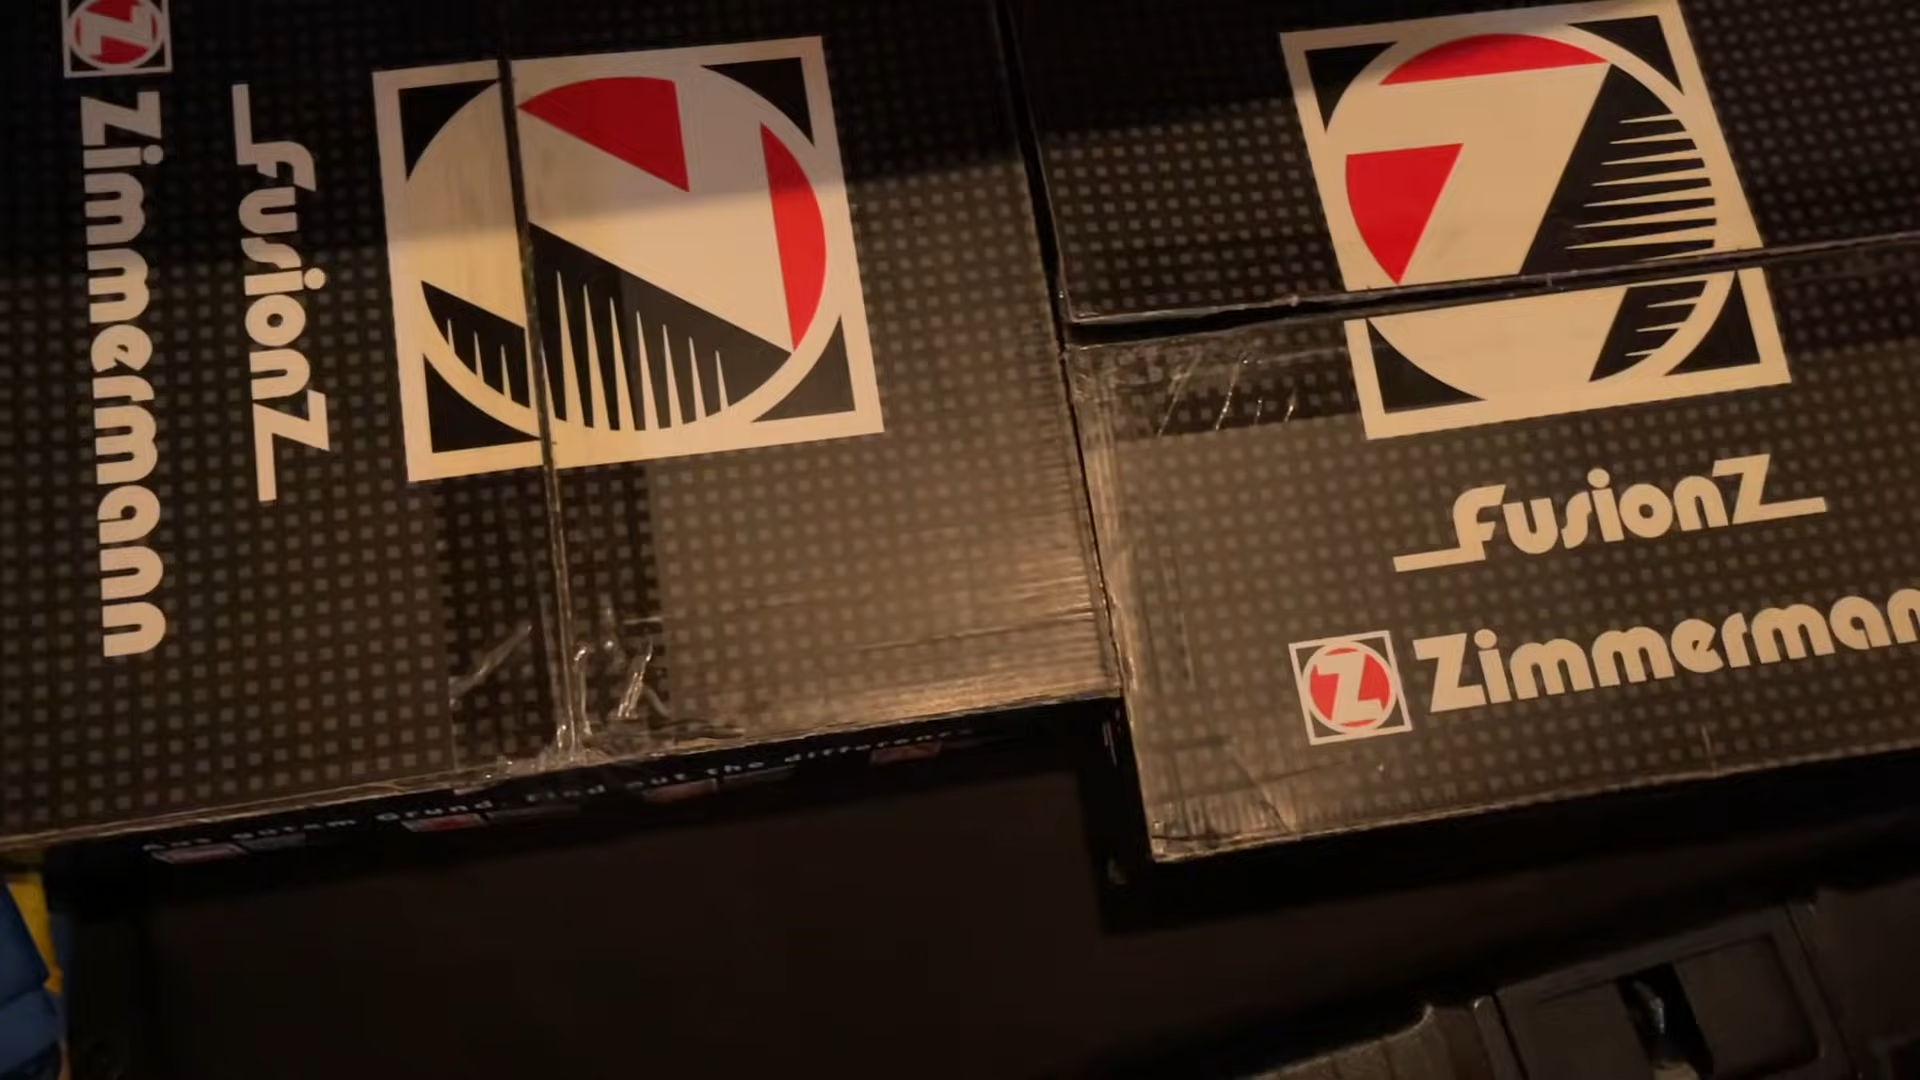 Zimmermann
FusionZ
FusionZ
Zimmerman
Find out the difference